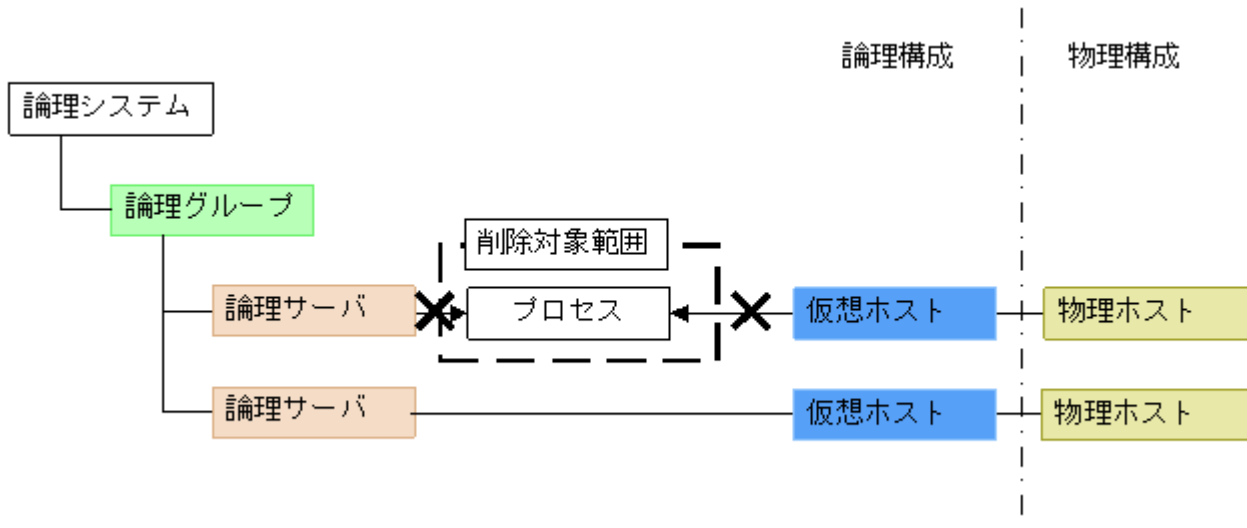 論理構成
物理構成
論理システム
論理グループ
削除対象範囲
論理サーバ
プロセス
仮想ホスト
物理ホスト
論理サーバ
仮想ホスト
物理ホスト